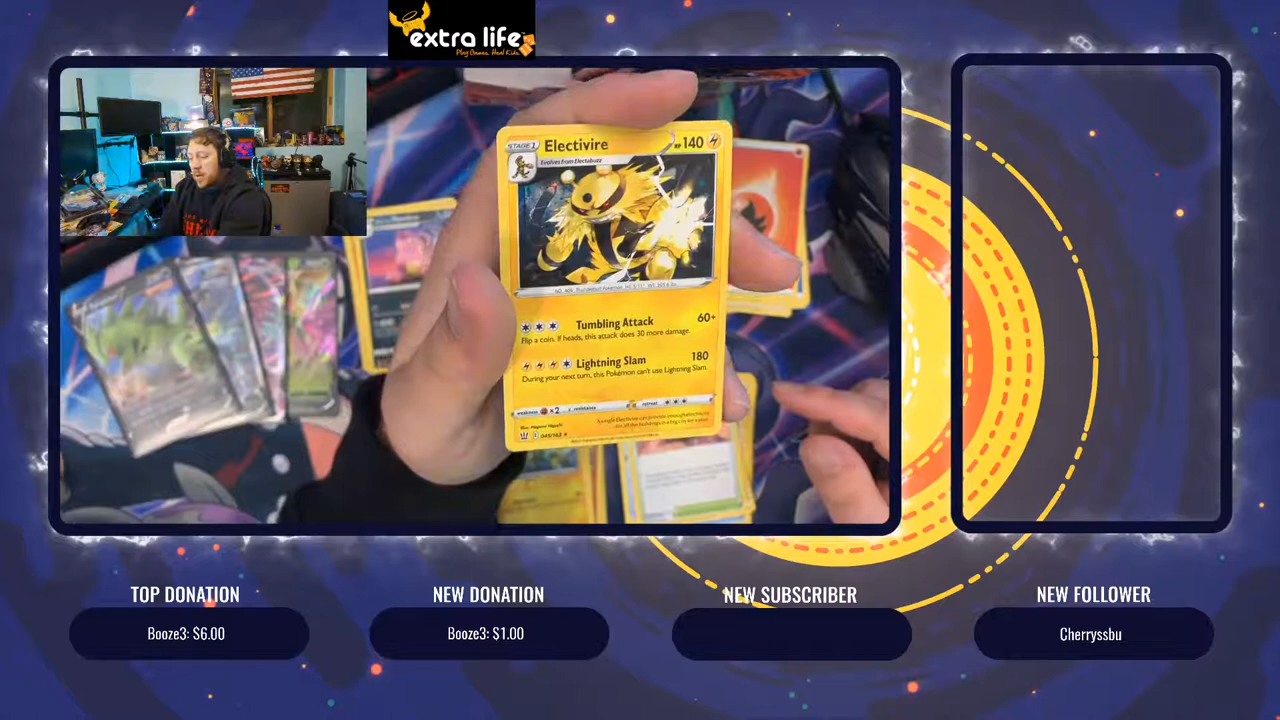 extra life
Play Games. Heal Kids.
STAGE 1
Electivire
HP 140
Evolves from Electabuzz
Tumbling Attack 60+
Flip a coin. If heads, this attack does 30 more damage.
Lightning Slam 180
During your next turn, this Pokémon can't use Lightning Slam.
weakness ×2 resistance retreat
TOP DONATION
Booze3: $6.00
NEW DONATION
Booze3: $1.00
NEW SUBSCRIBER
NEW FOLLOWER
Cherryssbu